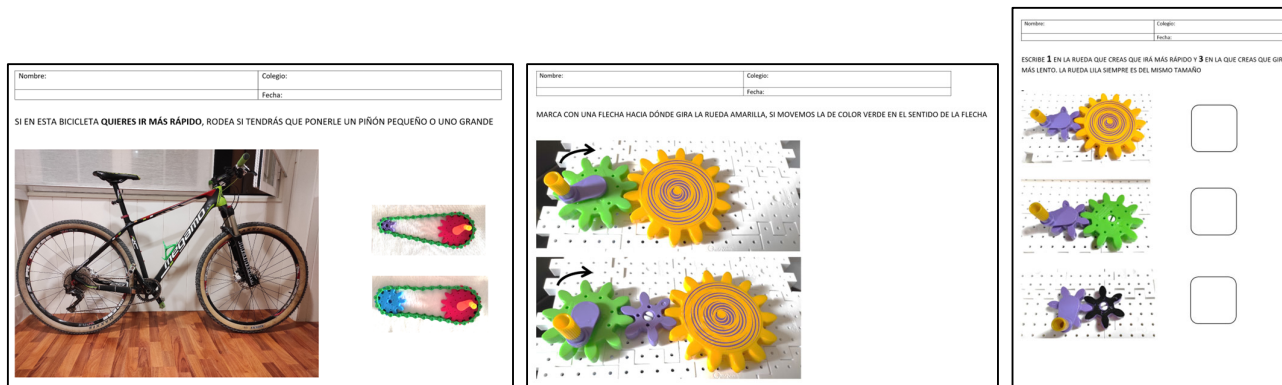 Nombre:
Colegio:
Fecha:
SI EN ESTA BICICLETA QUIERES IR MÁS RÁPIDO, RODEA SI TENDRÁS QUE PONERLE UN PIÑÓN PEQUEÑO O UNO GRANDE
MEGAMO
Nombre:
Colegio:
Fecha:
MARCA CON UNA FLECHA HACIA DÓNDE GIRA LA RUEDA AMARILLA, SI MOVEMOS LA DE COLOR VERDE EN EL SENTIDO DE LA FLECHA
Nombre:
Colegio:
Fecha:
ESCRIBE 1 EN LA RUEDA QUE CREAS QUE IRÁ MÁS RÁPIDO Y 3 EN LA QUE CREAS QUE GIR
MÁS LENTO. LA RUEDA LILA SIEMPRE ES DEL MISMO TAMAÑO